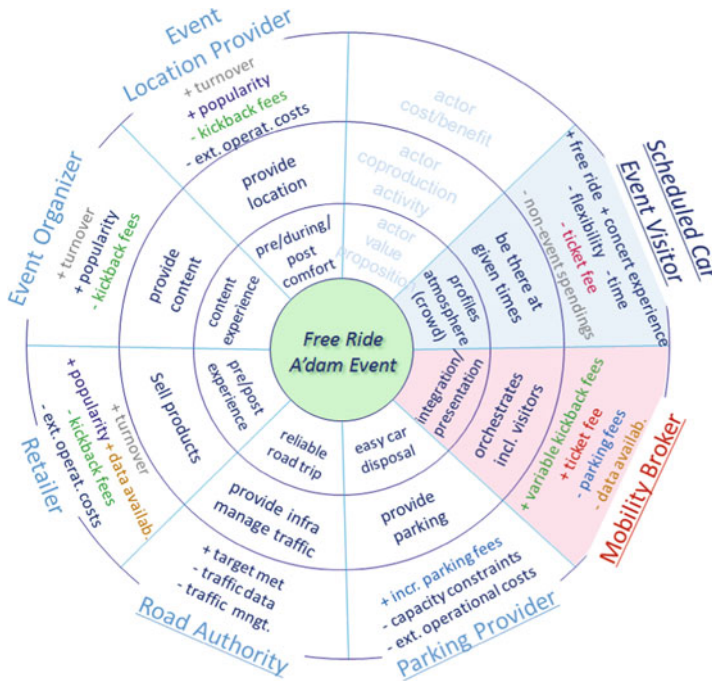 Free Ride
A'dam Event
actor
cost/benefit
actor
coproduction
activity
actor
value
proposition
Scheduled Car
Event Visitor
+ free ride + concert experience
- flexibility - time
- ticket fee
- non-event spendings
be there at
given times
profiles
atmosphere
(crowd)
Mobility Broker
+ variable kickback fees
+ ticket fee
- parking fees
- data availab.
orchestrates
incl. visitors
integration/
presentation
Parking Provider
+ incr. parking fees
- capacity constraints
- ext. operational costs
provide
parking
easy car
disposal
Road Authority
+ target met
- traffic data
- traffic mngt.
provide infra
manage traffic
reliable
road trip
Retailer
+ turnover
+ popularity + data availab.
- kickback fees
- ext. operat. costs
Sell products
pre/post
experience
Event Organizer
+ turnover
+ popularity
- kickback fees
provide
content
content
experience
Event
Location Provider
+ turnover
+ popularity
- kickback fees
- ext. operat. costs
provide
location
pre/during/
post
comfort